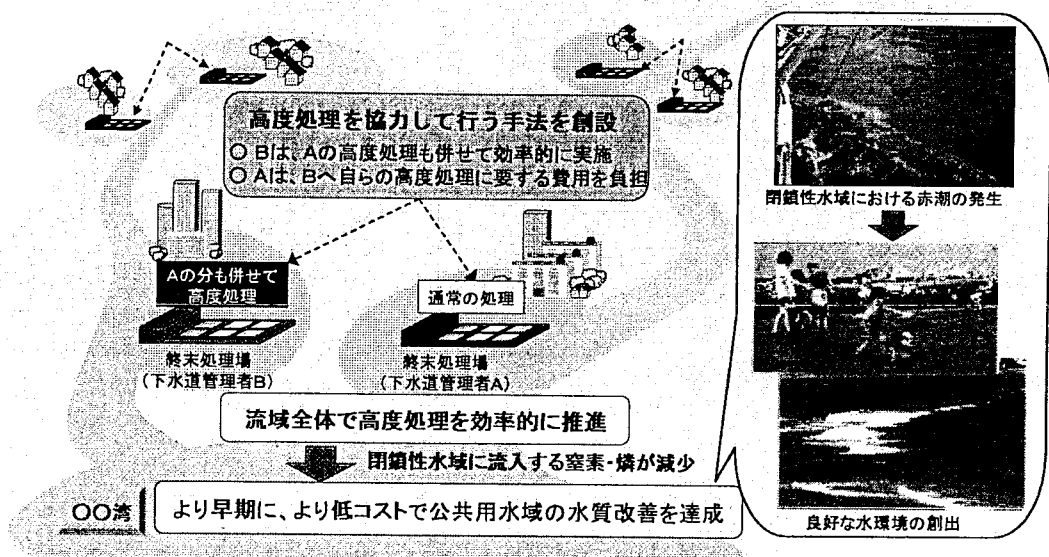 高度処理を協力して行う手法を創設
○ Bは、Aの高度処理も併せて効率的に実施
○ Aは、Bへ自らの高度処理に要する費用を負担
Aの分も併せて
高度処理
通常の処理
終末処理場
(下水道管理者B)
終末処理場
(下水道管理者A)
流域全体で高度処理を効率的に推進
閉鎖性水域に流入する窒素・燐が減少
〇〇湾
より早期に、より低コストで公共用水域の水質改善を達成
閉鎖性水域における赤潮の発生
良好な水環境の創出